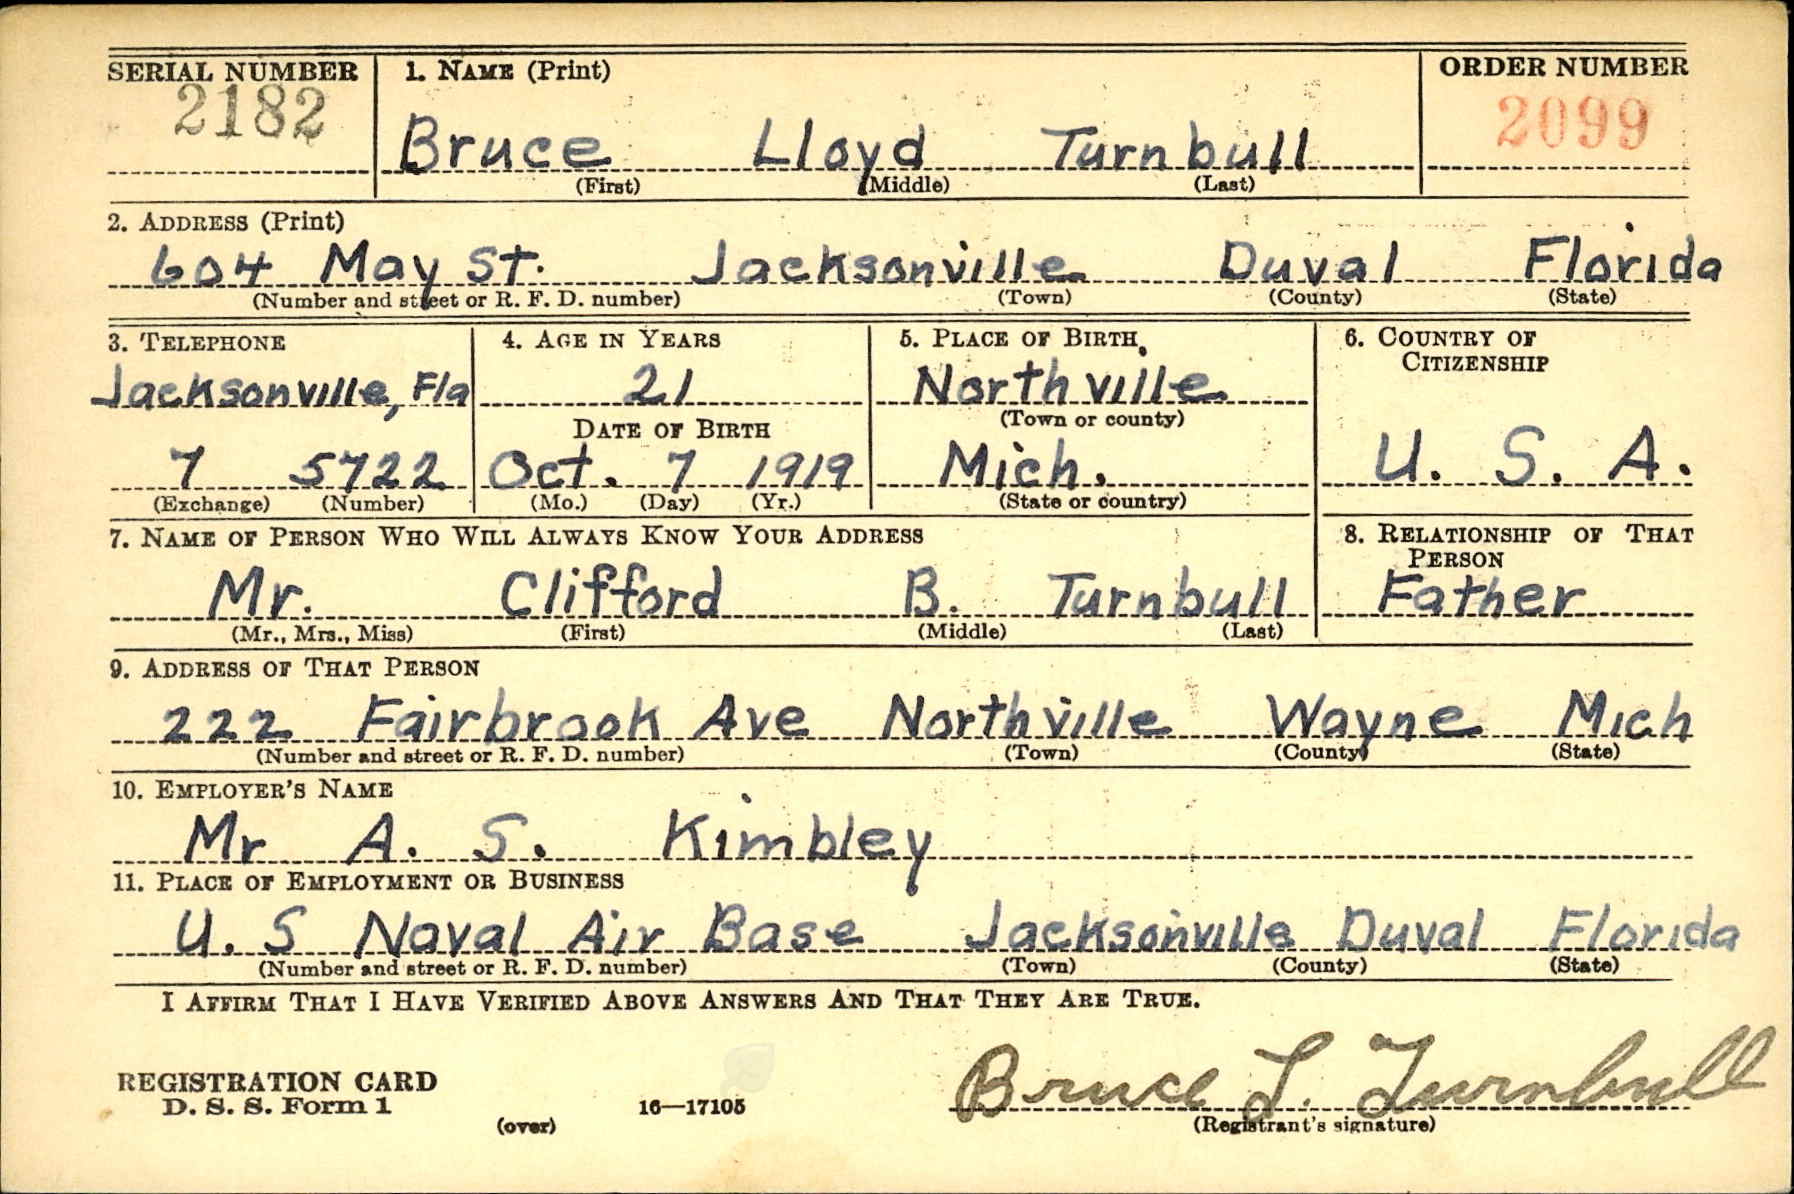 SERIAL NUMBER 1. NAME (Print) ORDER NUMBER
2182 Bruce Lloyd Turnbull 2099
(First) (Middle) (Last)
2. ADDRESS (Print)
604 May St. Jacksonville Duval Florida
(Number and street or R. F. D. number) (Town) (County) (State)
3. TELEPHONE 4. AGE IN YEARS 5. PLACE OF BIRTH 6. COUNTRY OF
CITIZENSHIP
Jacksonville, Fla 21 Northville
(Town or county)
DATE OF BIRTH
7 5722 Oct. 7 1919 Mich. U. S. A.
(Exchange) (Number) (Mo.) (Day) (Yr.) (State or country)
7. NAME OF PERSON WHO WILL ALWAYS KNOW YOUR ADDRESS 8. RELATIONSHIP OF THAT
PERSON
Mr. Clifford B. Turnbull Father
(Mr., Mrs., Miss) (First) (Middle) (Last)
9. ADDRESS OF THAT PERSON
222 Fairbrook Ave Northville Wayne Mich
(Number and street or R. F. D. number) (Town) (County) (State)
10. EMPLOYER'S NAME
Mr A. S. Kimbley
11. PLACE OF EMPLOYMENT OR BUSINESS
U. S Naval Air Base Jacksonville Duval Florida
(Number and street or R. F. D. number) (Town) (County) (State)
I AFFIRM THAT I HAVE VERIFIED ABOVE ANSWERS AND THAT THEY ARE TRUE.
REGISTRATION CARD
D. S. S. Form 1 16—17105 Bruce L. Turnbull
(over) (Registrant's signature)